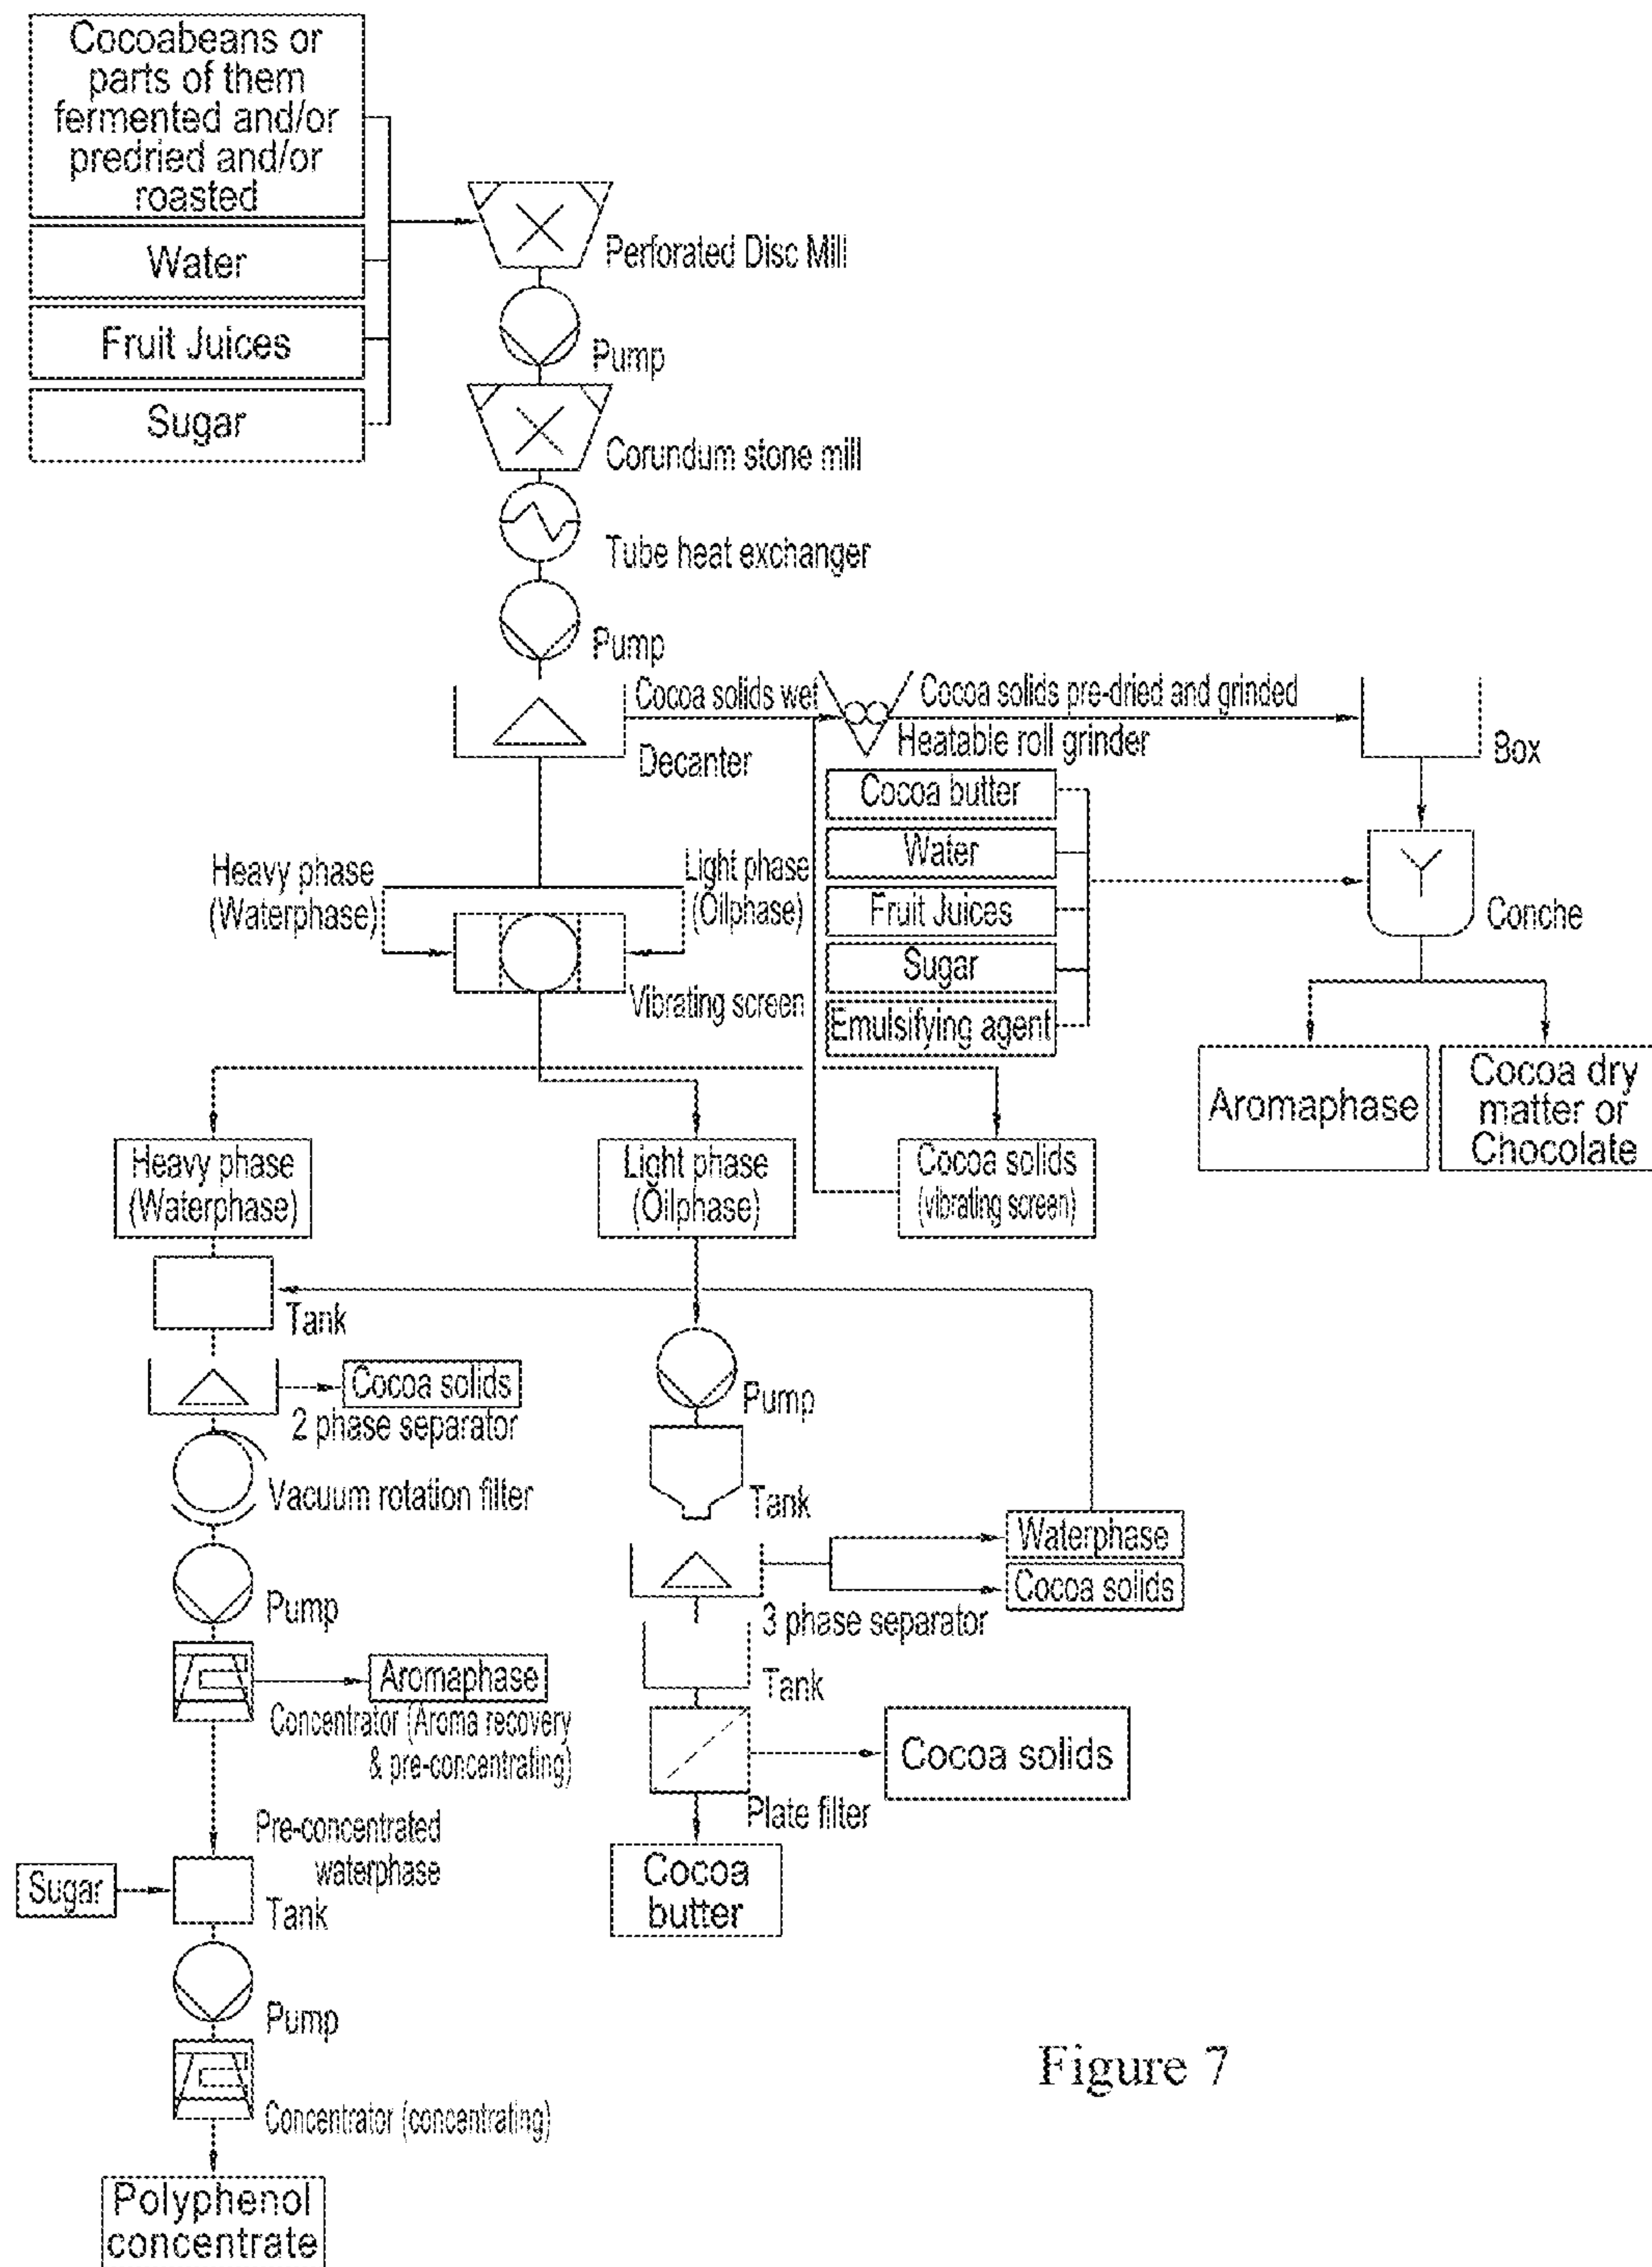 Cocoabeans or
parts of them
fermented and/or
predried and/or
roasted
Water
Fruit Juices
Sugar
Perforated Disc Mill
Pump
Corundum stone mill
Tube heat exchanger
Pump
Cocoa solids wet
Decanter
Cocoa solids pre-dried and grinded
Heatable roll grinder
Box
Cocoa butter
Water
Fruit Juices
Sugar
Emulsifying agent
Conche
Aromaphase
Cocoa dry
matter or
Chocolate
Heavy phase
(Waterphase)
Light phase
(Oilphase)
Vibrating screen
Heavy phase
(Waterphase)
Light phase
(Oilphase)
Cocoa solids
(vibrating screen)
Tank
Cocoa solids
2 phase separator
Vacuum rotation filter
Pump
Aromaphase
Concentrator (Aroma recovery
& pre-concentrating)
Pre-concentrated
waterphase
Sugar
Tank
Pump
Concentrator (concentrating)
Polyphenol
concentrate
Pump
Tank
Waterphase
Cocoa solids
3 phase separator
Tank
Cocoa solids
Plate filter
Cocoa
butter
Figure 7